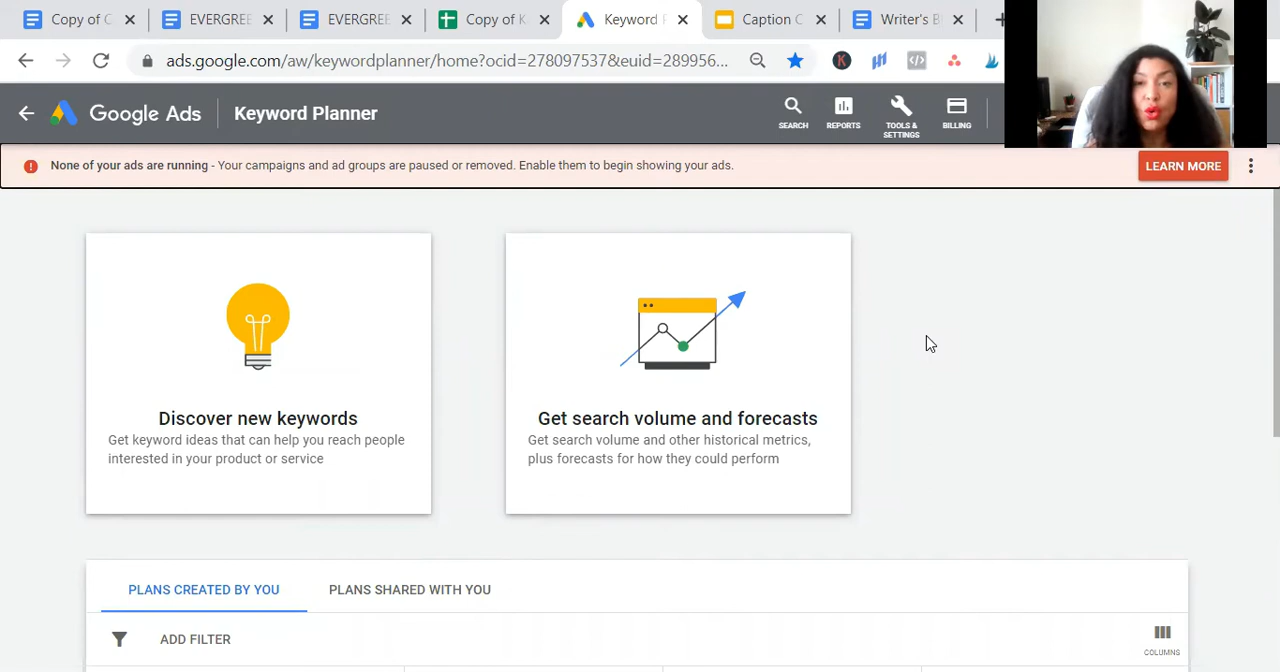 Copy of C
EVERGREE
EVERGREE
Copy of K
Keyword P
Caption C
Writer's B
ads.google.com/aw/keywordplanner/home?ocid=278097537&euid=289956...
Google Ads
Keyword Planner
SEARCH
REPORTS
TOOLS &
SETTINGS
BILLING
None of your ads are running - Your campaigns and ad groups are paused or removed. Enable them to begin showing your ads.
LEARN MORE
Discover new keywords
Get keyword ideas that can help you reach people
interested in your product or service
Get search volume and forecasts
Get search volume and other historical metrics,
plus forecasts for how they could perform
PLANS CREATED BY YOU
PLANS SHARED WITH YOU
ADD FILTER
COLUMNS